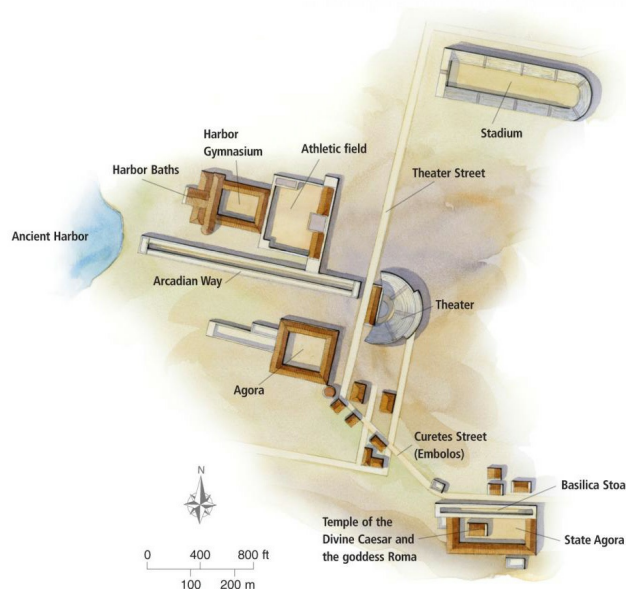 Stadium
Harbor
Gymnasium
Athletic field
Harbor Baths
Theater Street
Ancient Harbor
Arcadian Way
Theater
Agora
Curetes Street
(Embolos)
N
Basilica Stoa
Temple of the
Divine Caesar and
the goddess Roma
State Agora
0 400 800 ft
100 200 m